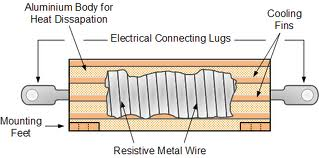 Aluminium Body for
Heat Dissapation
Cooling
Fins
Electrical Connecting Lugs
Mounting
Feet
Resistive Metal Wire